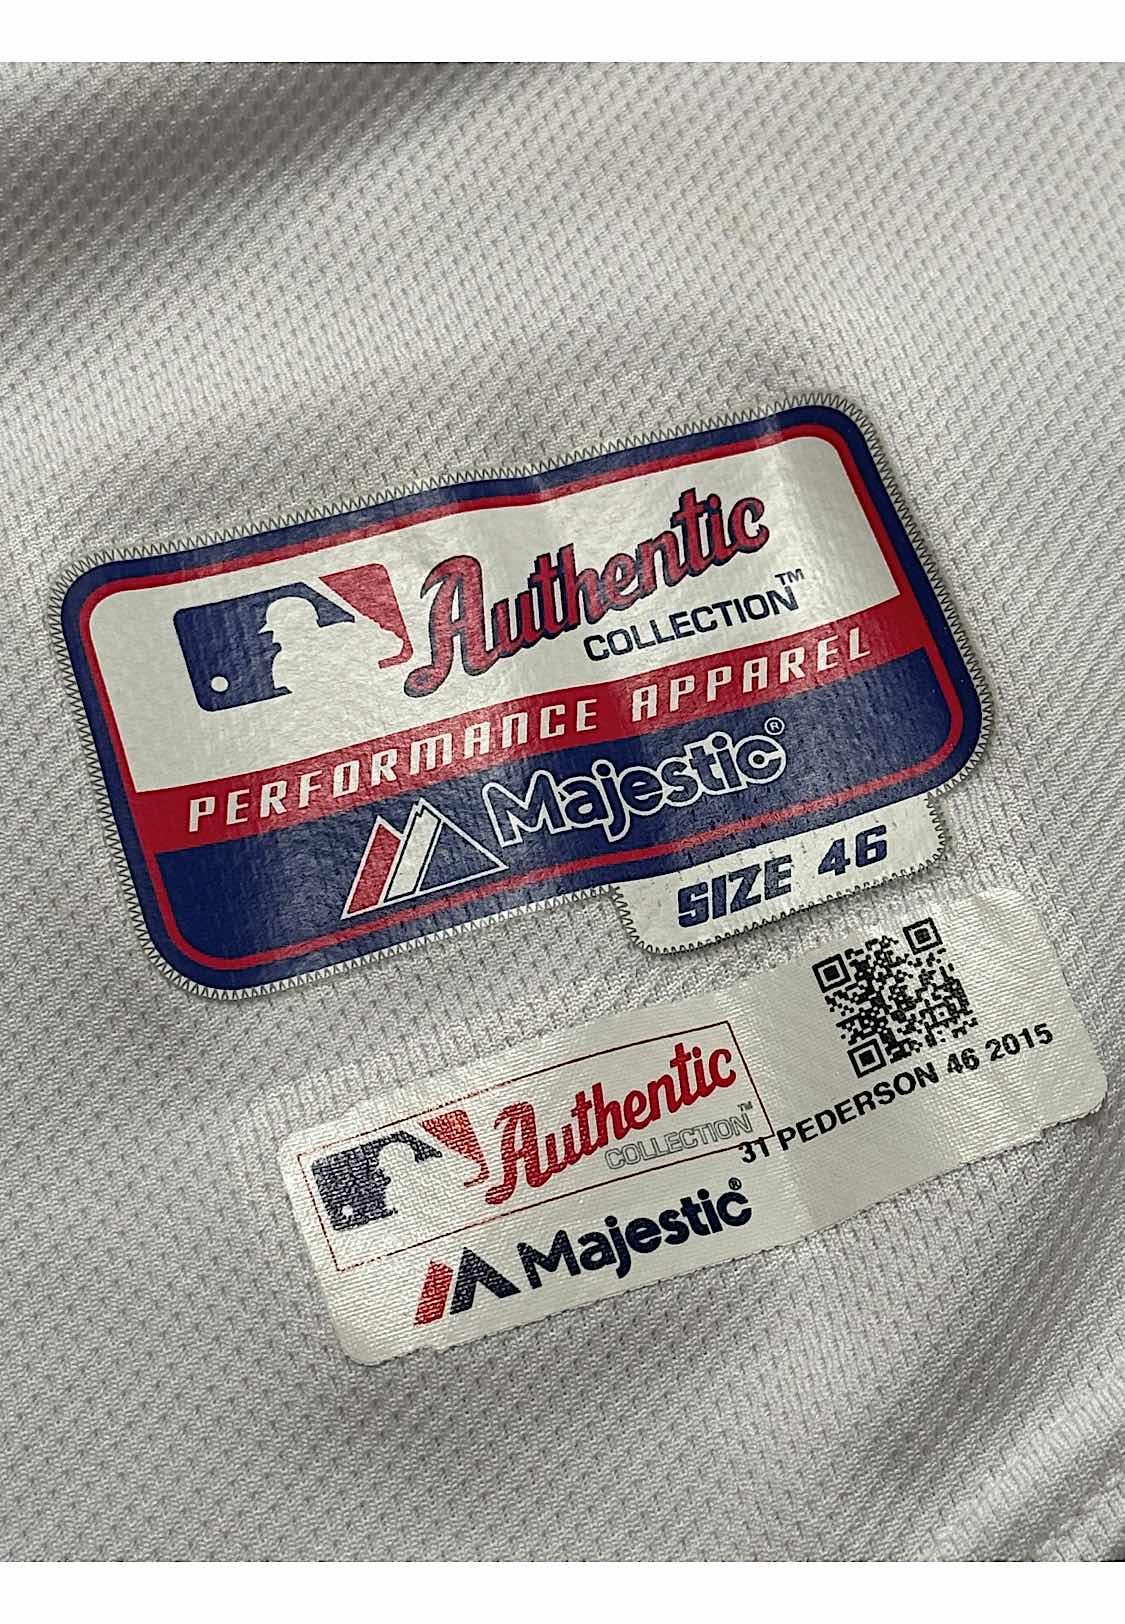 Authentic
COLLECTION™
PERFORMANCE APPAREL
Majestic®
SIZE 46
Authentic
COLLECTION™
31 PEDERSON 46 2015
Majestic®